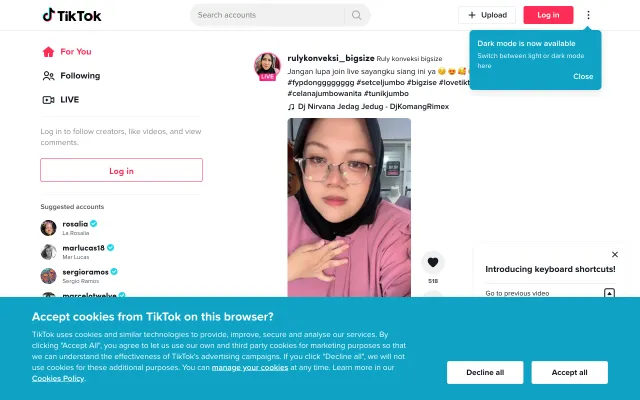 TikTok
Search accounts
Upload
Log in
Dark mode is now available
Switch between light or dark mode
here
Close
For You
Following
LIVE
Log in to follow creators, like videos, and view
comments.
Log in
Suggested accounts
rosalia
La Rosalia
marlucas18
Mar Lucas
sergioramos
Sergio Ramos
marcelotwelve
LIVE
rulykonveksi_bigsize Ruly konveksi bigsize
Jangan lupa join live sayangku siang ini ya
#fypdongggggggg #setceljumbo #bigzise #lovetikt
#celanajumbowanita #tunikjumbo
Dj Nirvana Jedag Jedug - DjKomangRimex
518
Introducing keyboard shortcuts!
Go to previous video
Accept cookies from TikTok on this browser?
TikTok uses cookies and similar technologies to provide, improve, secure and analyse our services. By
clicking "Accept All", you agree to let us use our own and third party cookies for marketing purposes so that
we can understand the effectiveness of TikTok's advertising campaigns. If you click "Decline all", we will
not use cookies for these additional purposes. You can manage your cookies at any time. Learn more in our
Cookies Policy.
Decline all
Accept all